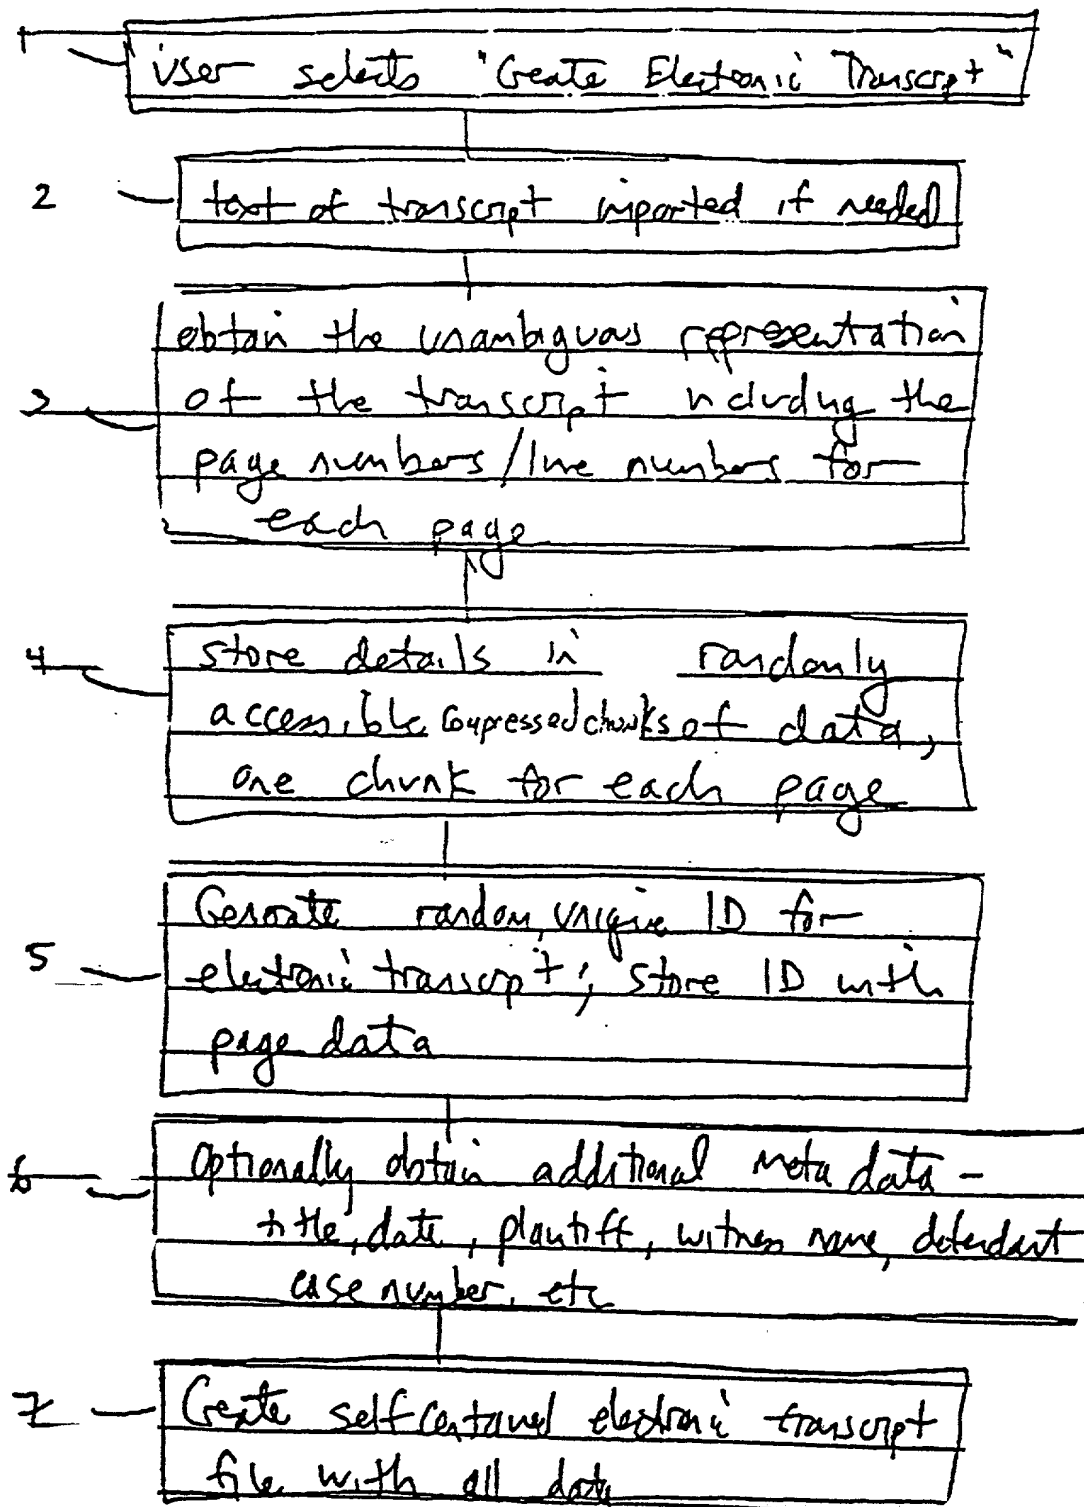 1
User selects "Create Electronic Transcript"
2
text of transcript imported if needed
obtain the unambiguous representation
3
of the transcript including the
page numbers/line numbers for
each page
4
store details in randomly
accessible compressed chunks of data,
one chunk for each page
Generate random, unique ID for
5
electronic transcript; store ID with
page data
6
Optionally obtain additional meta data -
title, date, plantiff, witness name, defendant
case number, etc
7
Create self contained electronic transcript
file with all data